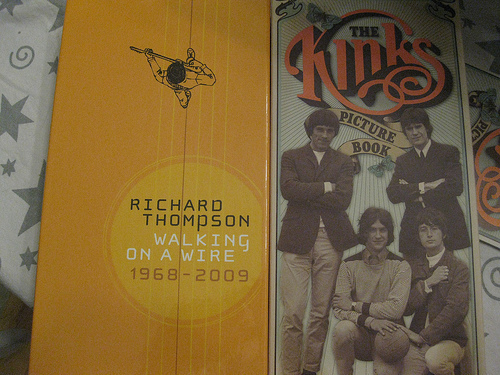 RICHARD
THOMPSON
WALKING
ON A WIRE
1968-2009
THE
Kinks
PICTURE
BOOK